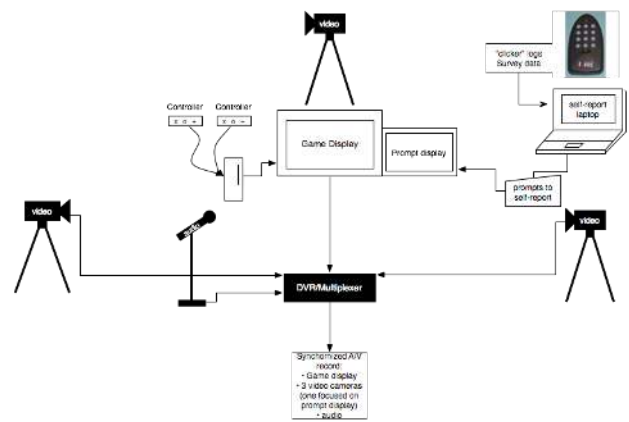 video
"clicker" logs
Survey data
self-report
laptop
Controller
Controller
Game Display
Prompt display
prompts to
self-report
video
audio
video
DVR/Multiplexer
Synchornized A/V
record:
• Game display
• 3 video cameras
(one focused on
prompt display)
• audio